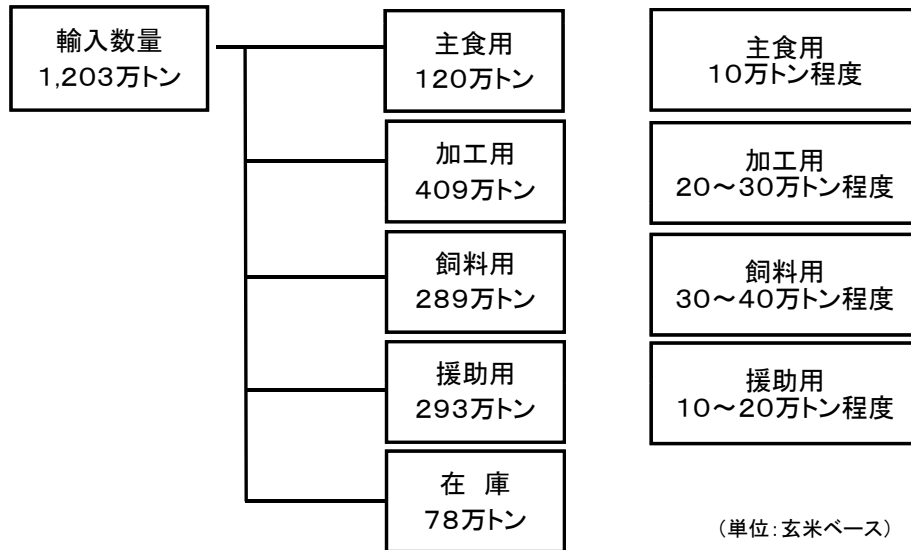 輸入数量
1,203万トン
主食用
120万トン
主食用
10万トン程度
加工用
409万トン
加工用
20～30万トン程度
飼料用
289万トン
飼料用
30～40万トン程度
援助用
293万トン
援助用
10～20万トン程度
在 庫
78万トン
（単位：玄米ベース）